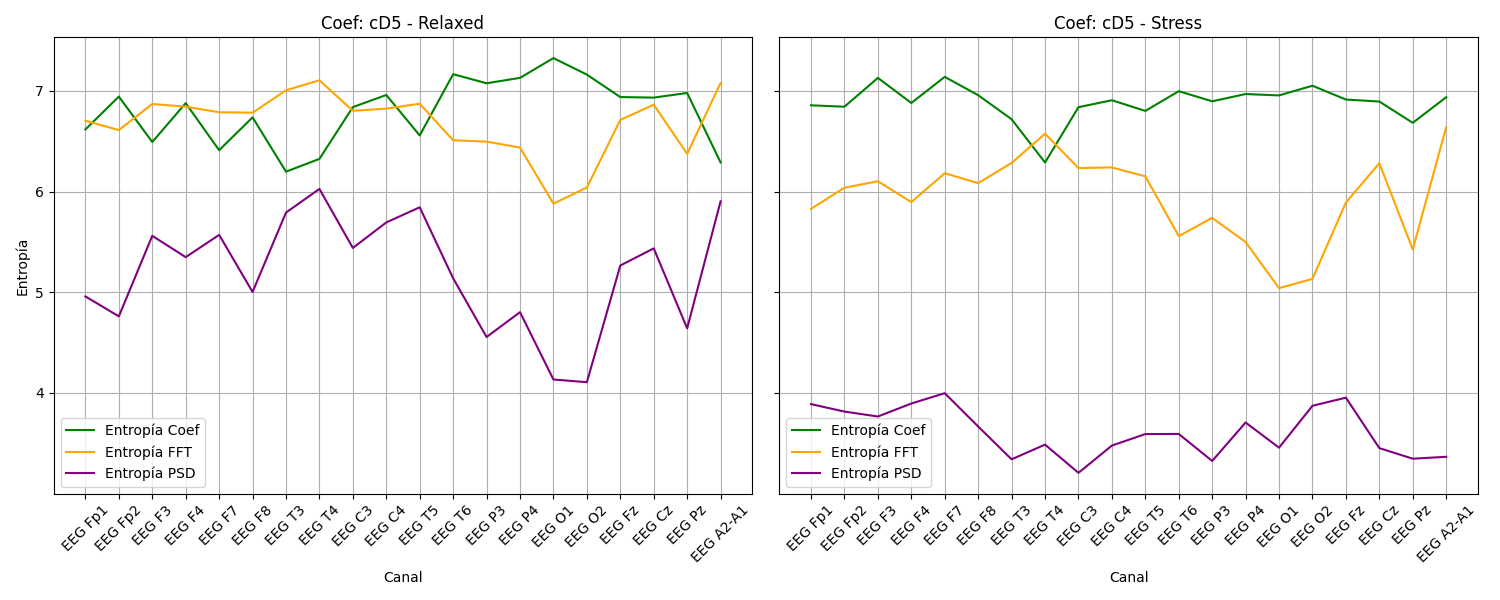 Coef: cD5 - Relaxed
Entropía
7
6
5
4
Entropía Coef
Entropía FFT
Entropía PSD
EEG Fp1
EEG Fp2
EEG F3
EEG F4
EEG F7
EEG F8
EEG T3
EEG T4
EEG C3
EEG C4
EEG T5
EEG T6
EEG P3
EEG P4
EEG O1
EEG O2
EEG Fz
EEG Cz
EEG Pz
EEG A2-A1
Canal
Coef: cD5 - Stress
Entropía Coef
Entropía FFT
Entropía PSD
EEG Fp1
EEG Fp2
EEG F3
EEG F4
EEG F7
EEG F8
EEG T3
EEG T4
EEG C3
EEG C4
EEG T5
EEG T6
EEG P3
EEG P4
EEG O1
EEG O2
EEG Fz
EEG Cz
EEG Pz
EEG A2-A1
Canal